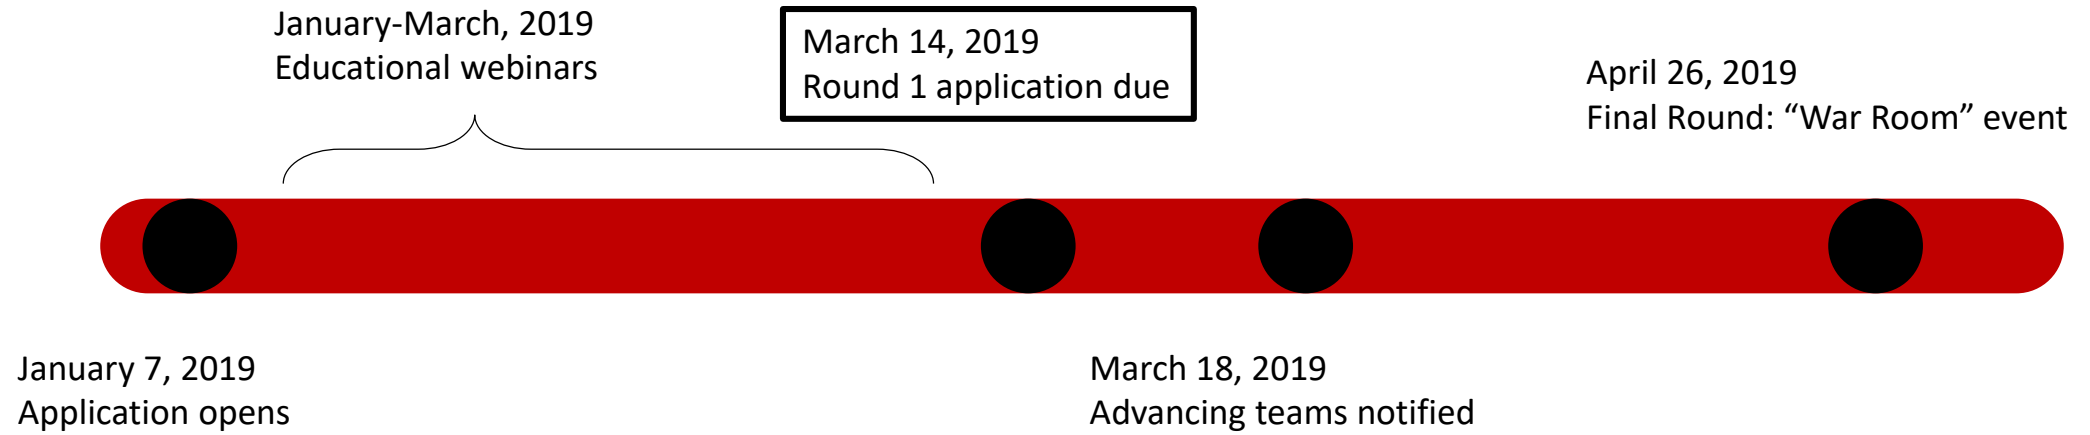 January-March, 2019
Educational webinars
March 14, 2019
Round 1 application due
April 26, 2019
Final Round: “War Room” event
January 7, 2019
Application opens
March 18, 2019
Advancing teams notified